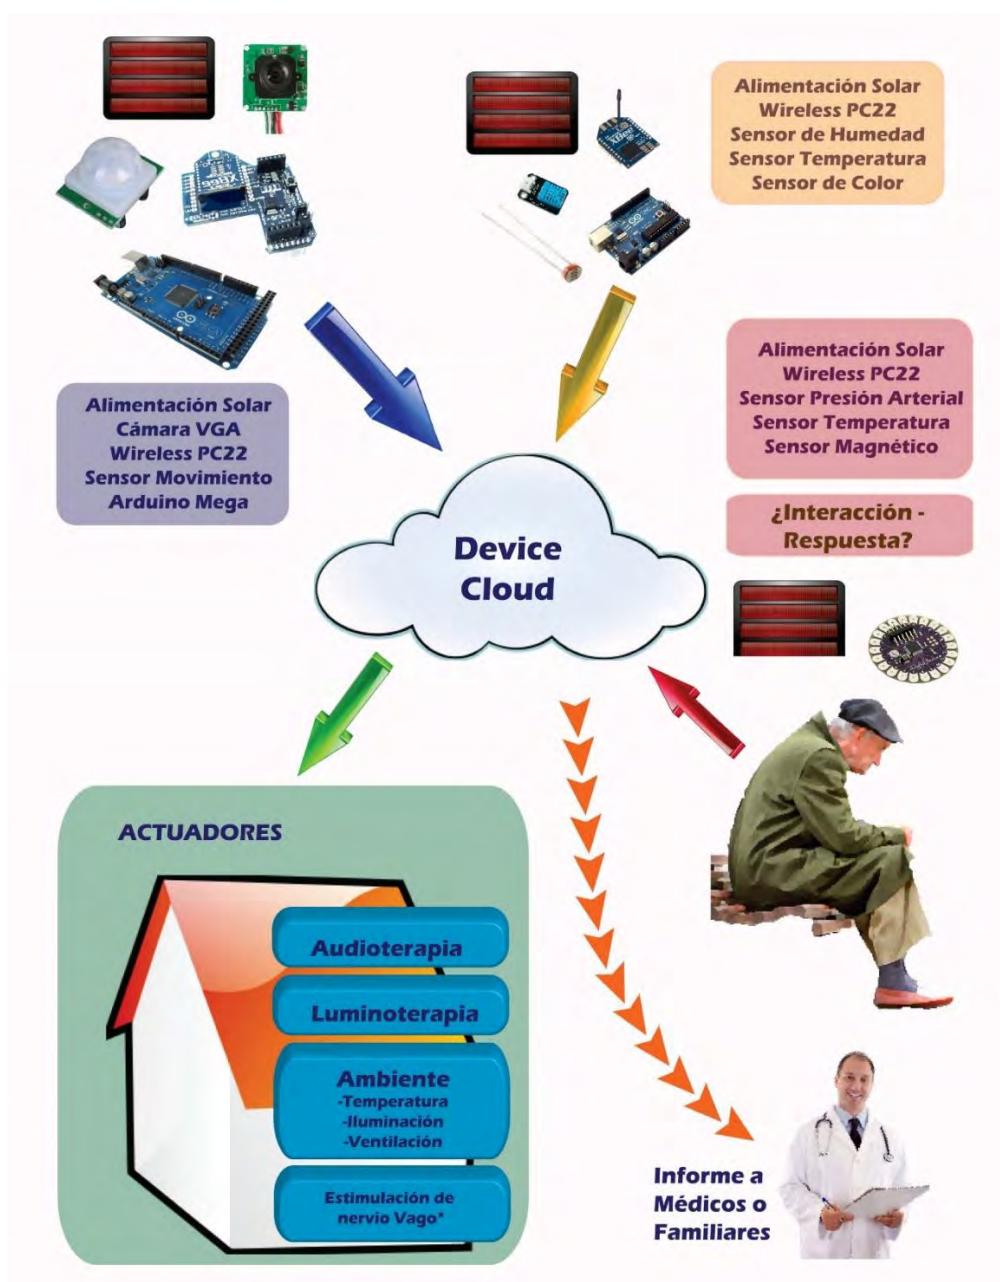 Alimentación Solar
Wireless PC22
Sensor de Humedad
Sensor Temperatura
Sensor de Color
Alimentación Solar
Cámara VGA
Wireless PC22
Sensor Movimiento
Arduino Mega
Alimentación Solar
Wireless PC22
Sensor Presión Arterial
Sensor Temperatura
Sensor Magnético
¿Interacción -
Respuesta?
Device
Cloud
ACTUADORES
Audioterapia
Luminoterapia
Ambiente
-Temperatura
-Iluminación
-Ventilación
Estimulación de
nervio Vago*
Informe a
Médicos o
Familiares